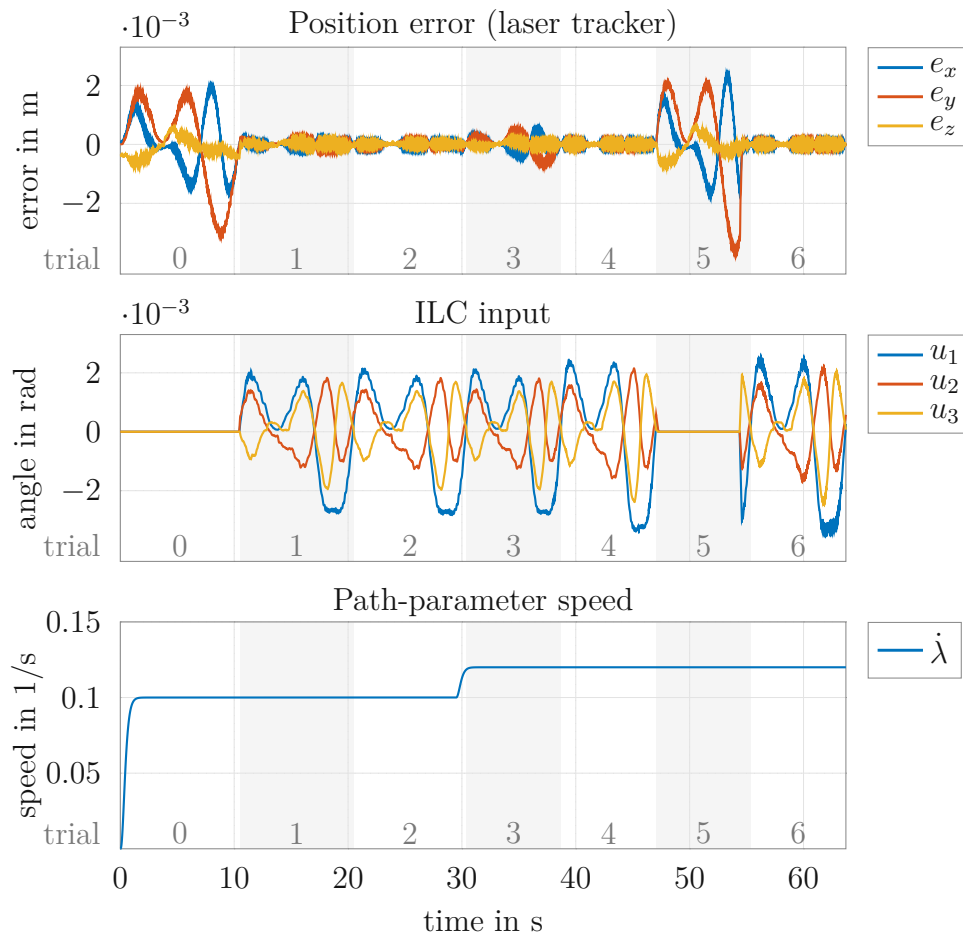 ·10−3
Position error (laser tracker)
error in m
2
0
−2
trial 0 1 2 3 4 5 6
ex
ey
ez
·10−3
ILC input
angle in rad
2
0
−2
trial 0 1 2 3 4 5 6
u1
u2
u3
Path-parameter speed
speed in 1/s
0.15
0.1
0.05
0
trial 0 1 2 3 4 5 6
λ̇
0 10 20 30 40 50 60
time in s